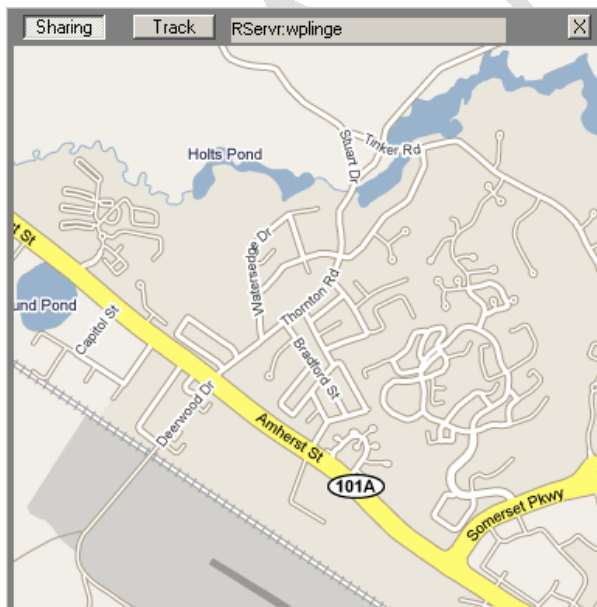 Sharing
Track
RServr:wplinge
X
Stuart Dr
Tinker Rd
Holts Pond
st St
Watersedge Dr
und Pond
Thornton Rd
Capitol St
Bradford St
Deerwood Dr
Amherst St
101A
Somerset Pkwy